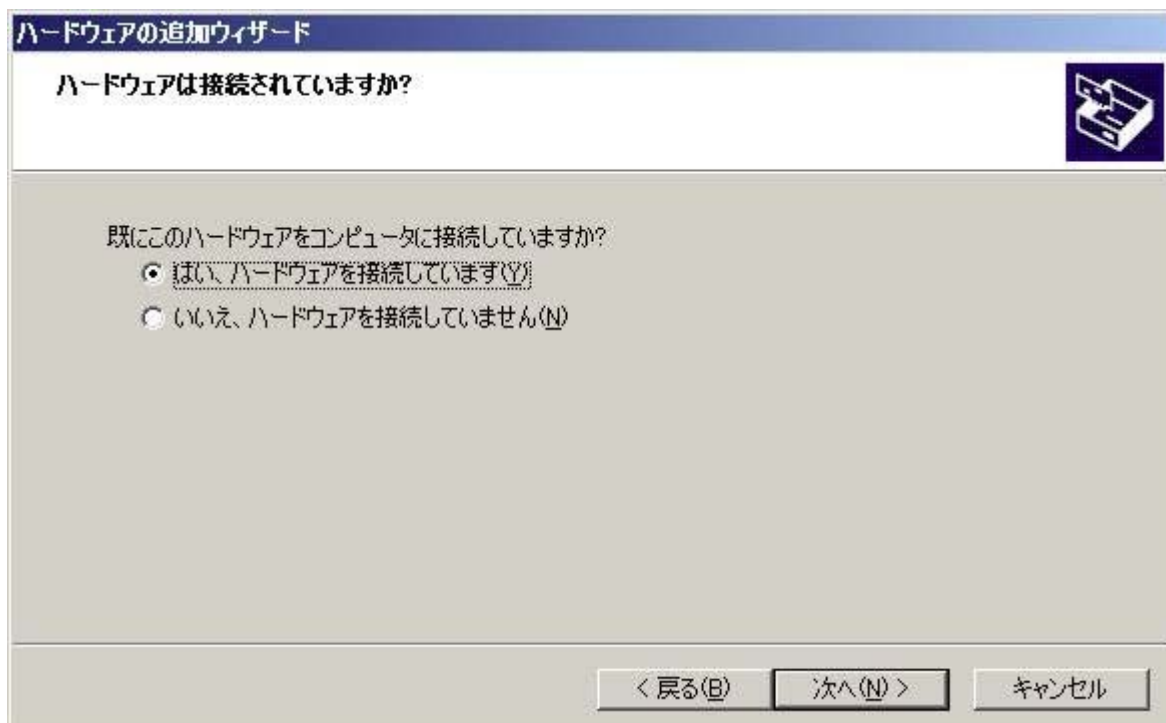 ハードウェアの追加ウィザード
ハードウェアは接続されていますか?
既にこのハードウェアをコンピュータに接続していますか?
はい、ハードウェアを接続しています(Y)
いいえ、ハードウェアを接続していません(N)
< 戻る(B) 次へ(N) > キャンセル